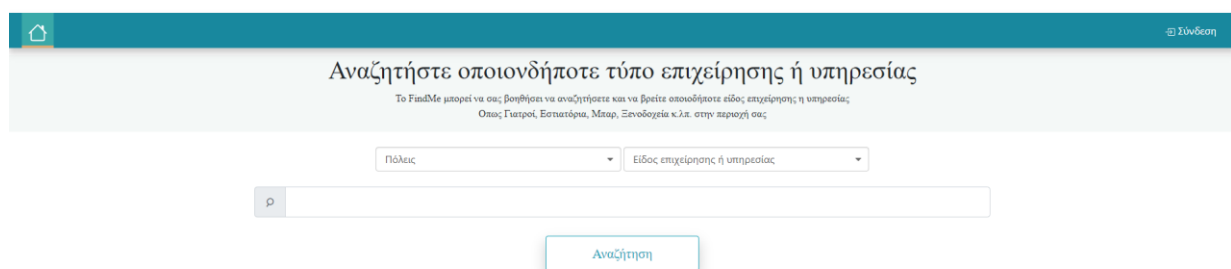 Σύνδεση
Αναζητήστε οποιονδήποτε τύπο επιχείρησης ή υπηρεσίας
Το FindMe μπορεί να σας βοηθήσει να αναζητήσετε και να βρείτε οποιοδήποτε είδος επιχείρησης η υπηρεσίας
Οπως Γιατροί, Εστιατόρια, Μπαρ, Ξενοδοχεία κ.λπ. στην περιοχή σας
Πόλεις Είδος επιχείρησης ή υπηρεσίας
Αναζήτηση